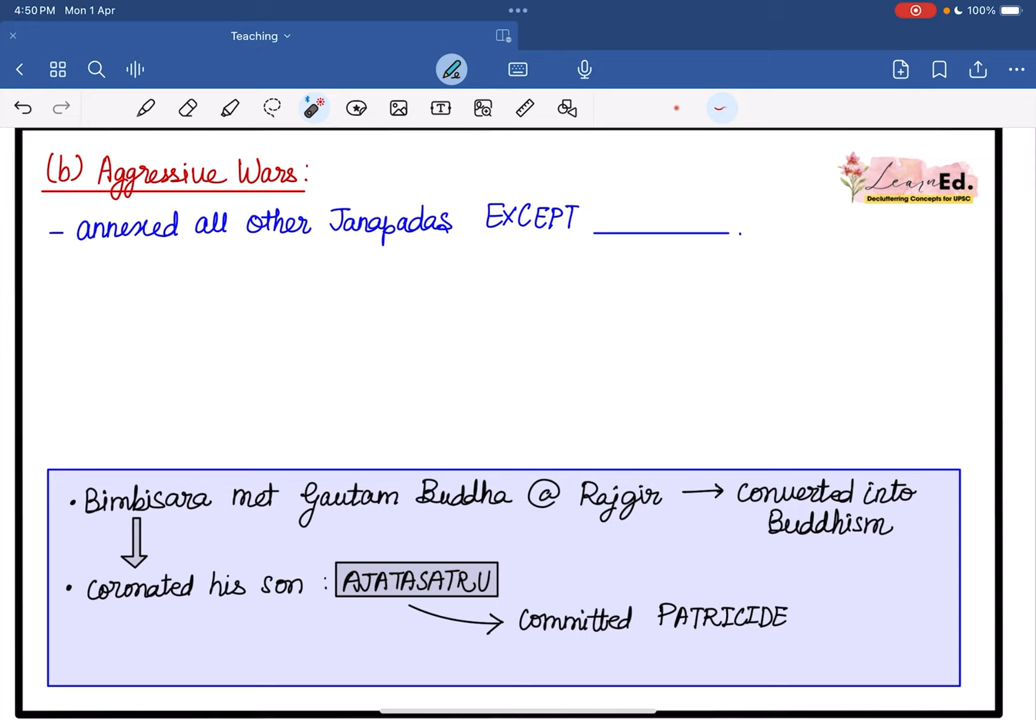 4:50 PM Mon 1 Apr
100%
Teaching
(b) Aggressive Wars:
- annexed all other Janapadas EXCEPT ________ .
LearnEd.
Decluttering Concepts for UPSC
• Bimbisara met Gautam Buddha @ Rajgir → converted into
Buddhism
• coronated his son : AJATASATRU
committed PATRICIDE